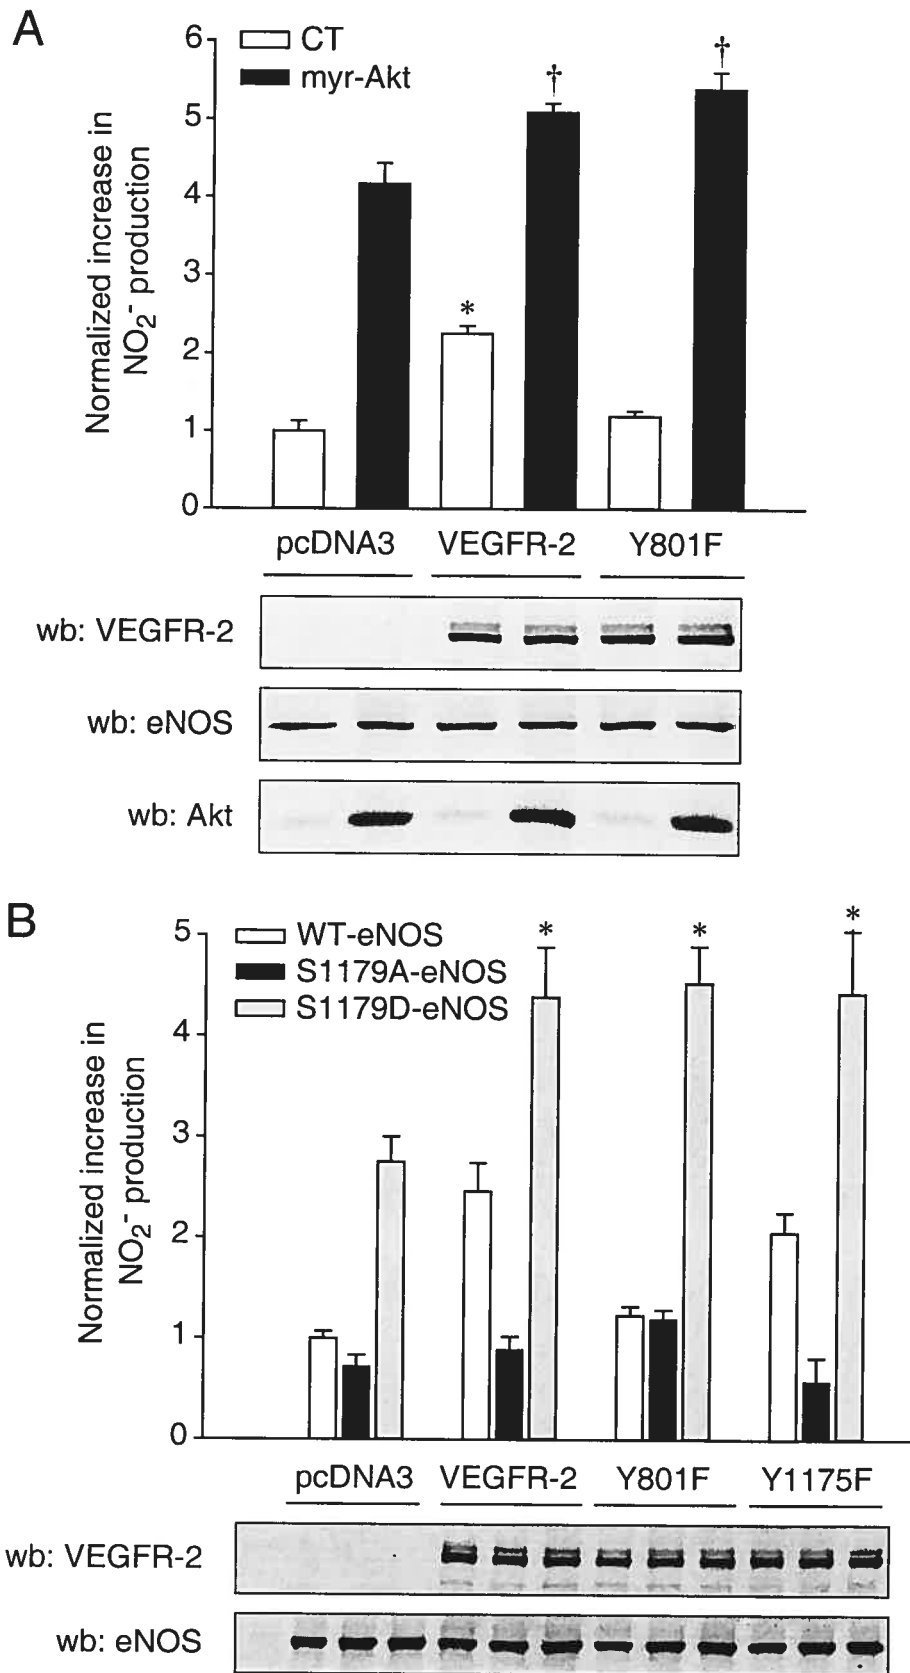 A
6
5
4
3
2
1
0
Normalized increase in
NO₂⁻ production
CT
myr-Akt
*
†
†
pcDNA3 VEGFR-2 Y801F
wb: VEGFR-2
wb: eNOS
wb: Akt
B
5
4
3
2
1
0
Normalized increase in
NO₂⁻ production
WT-eNOS
S1179A-eNOS
S1179D-eNOS
*
*
*
pcDNA3 VEGFR-2 Y801F Y1175F
wb: VEGFR-2
wb: eNOS